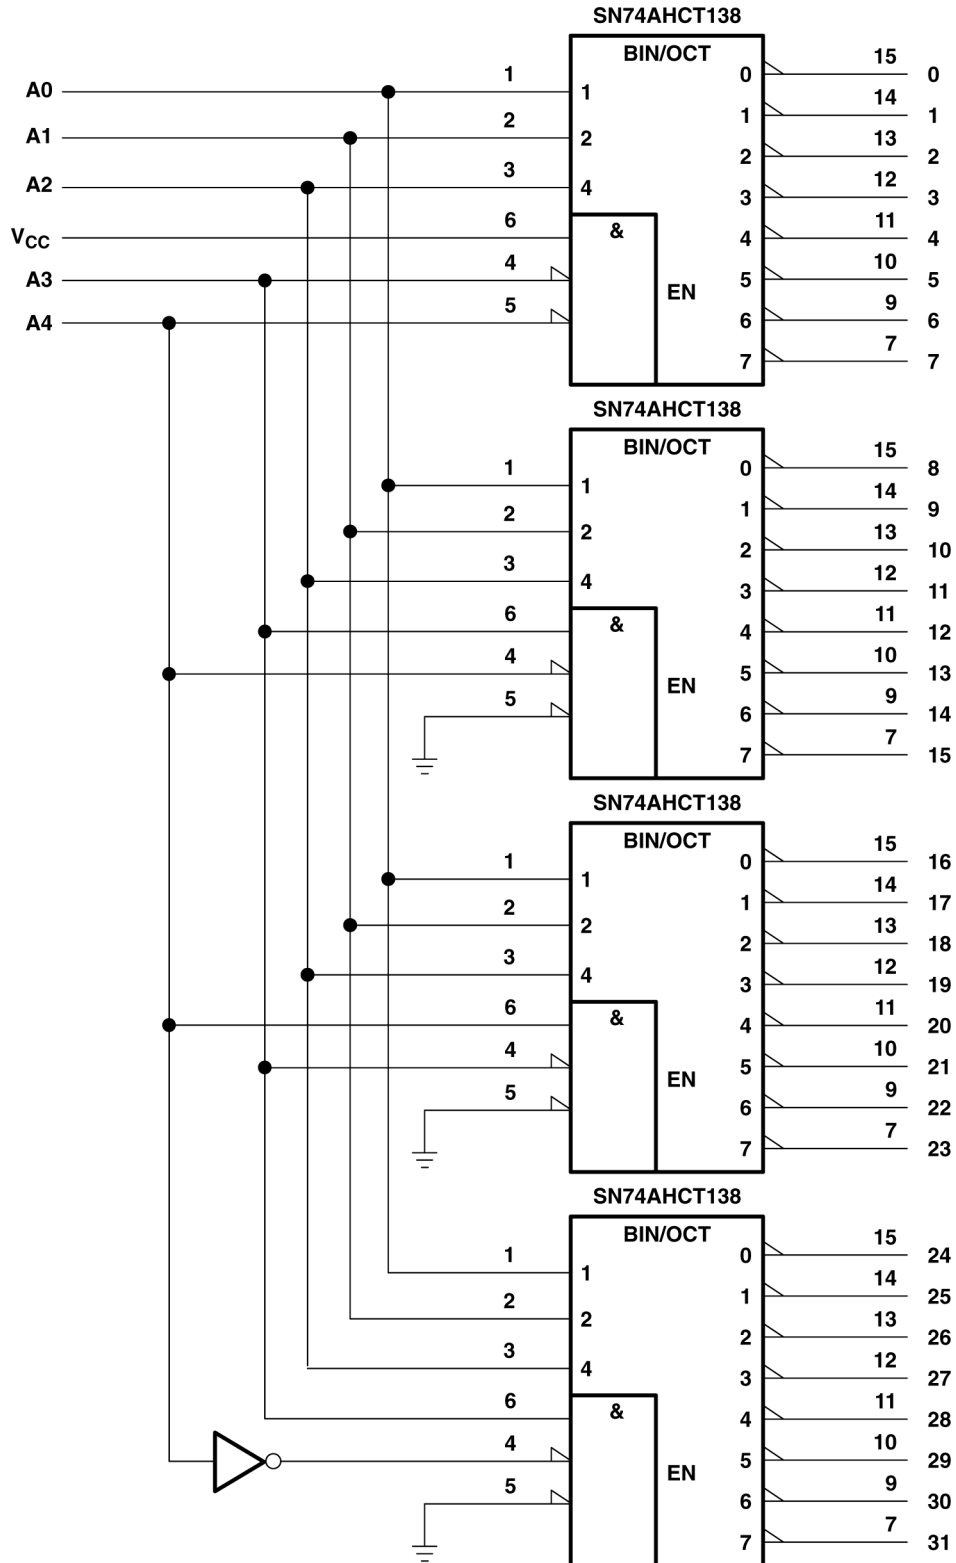 SN74AHCT138
BIN/OCT
0 15 0
A0 1 1
1 14 1
A1 2 2
2 13 2
A2 3 4
3 12 3
VCC 6 &
4 11 4
A3 4
5 10 5
EN
A4 5
6 9 6
7 7 7
SN74AHCT138
BIN/OCT
0 15 8
1 1
1 14 9
2 2
2 13 10
3 4
3 12 11
6 &
4 11 12
4
5 10 13
EN
5
6 9 14
7 7 15
SN74AHCT138
BIN/OCT
0 15 16
1 1
1 14 17
2 2
2 13 18
3 4
3 12 19
6 &
4 11 20
4
5 10 21
EN
5
6 9 22
7 7 23
SN74AHCT138
BIN/OCT
0 15 24
1 1
1 14 25
2 2
2 13 26
3 4
3 12 27
6 &
4 11 28
4
5 10 29
EN
5
6 9 30
7 7 31